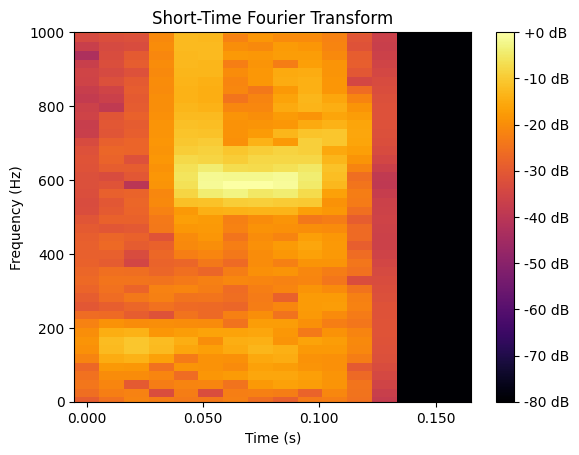 Short-Time Fourier Transform
1000
800
600
400
200
0
Frequency (Hz)
0.000
0.050
0.100
0.150
Time (s)
+0 dB
-10 dB
-20 dB
-30 dB
-40 dB
-50 dB
-60 dB
-70 dB
-80 dB